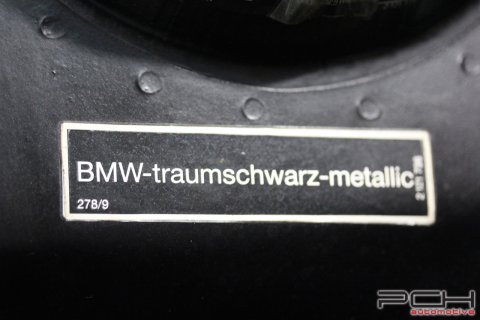 BMW-traumschwarz-metallic
278/9
PCH
automotive